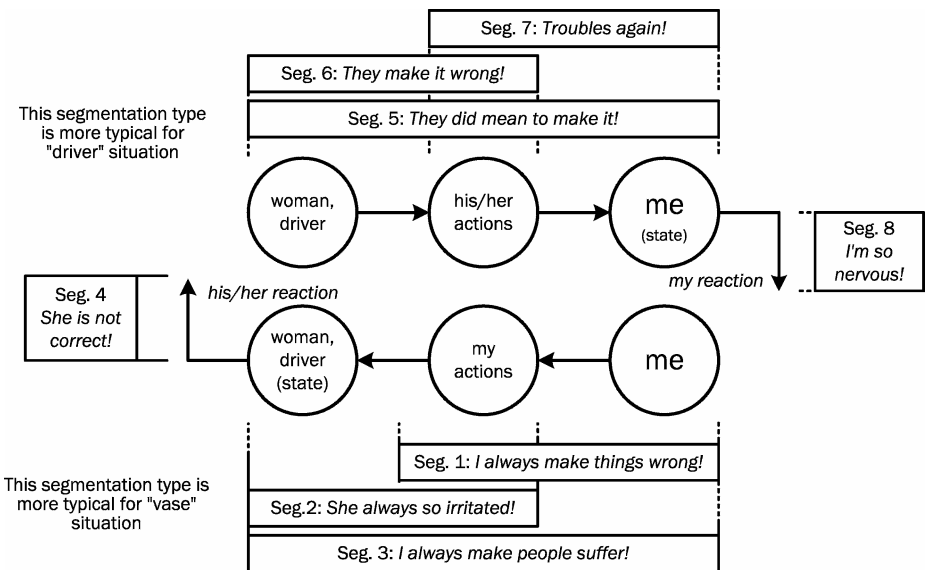 Seg. 7: Troubles again!
Seg. 6: They make it wrong!
This segmentation type
is more typical for
"driver" situation
Seg. 5: They did mean to make it!
woman,
driver
his/her
actions
me
(state)
Seg. 8
I'm so
nervous!
my reaction
Seg. 4
She is not
correct!
his/her reaction
woman,
driver
(state)
my
actions
me
Seg. 1: I always make things wrong!
This segmentation type is
more typical for "vase"
situation
Seg.2: She always so irritated!
Seg. 3: I always make people suffer!